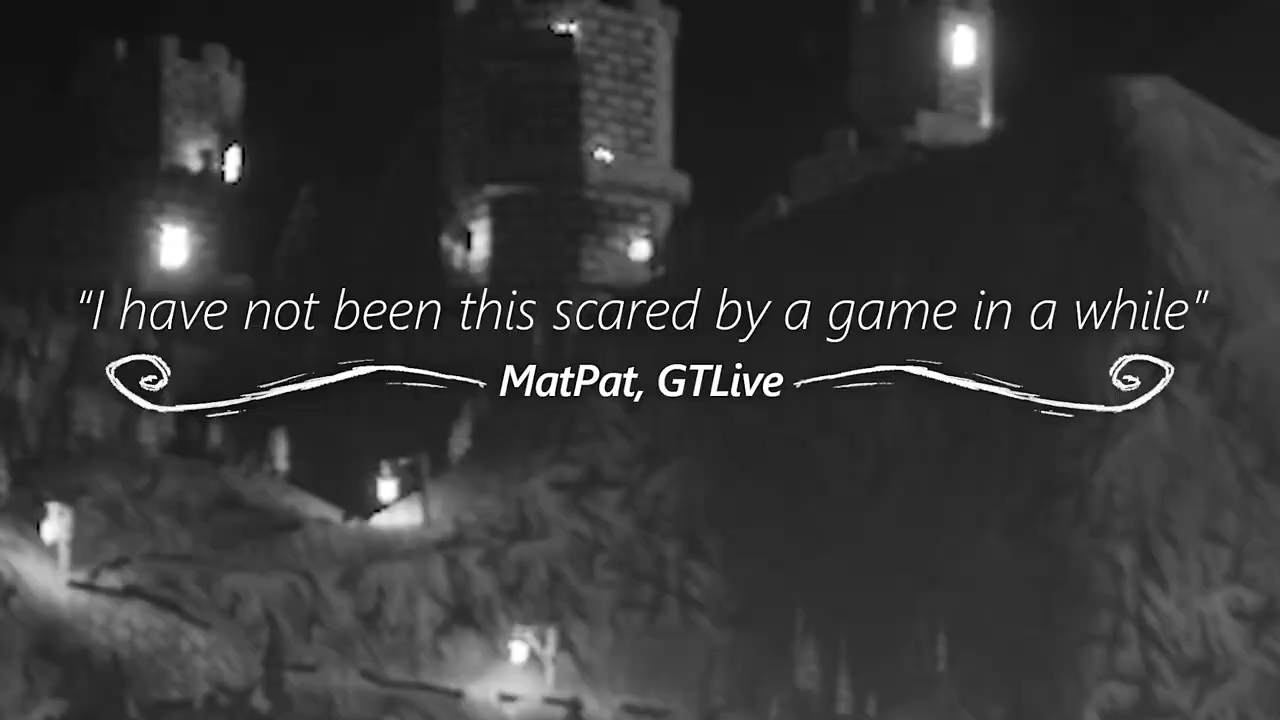 “I have not been this scared by a game in a while”
MatPat, GTLive